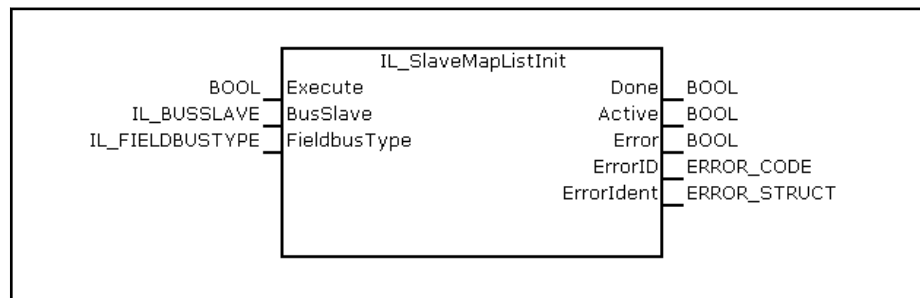 IL_SlaveMapListInit
BOOL Execute Done BOOL
IL_BUSSLAVE BusSlave Active BOOL
IL_FIELDBUSTYPE FieldbusType Error BOOL
ErrorID ERROR_CODE
ErrorIdent ERROR_STRUCT